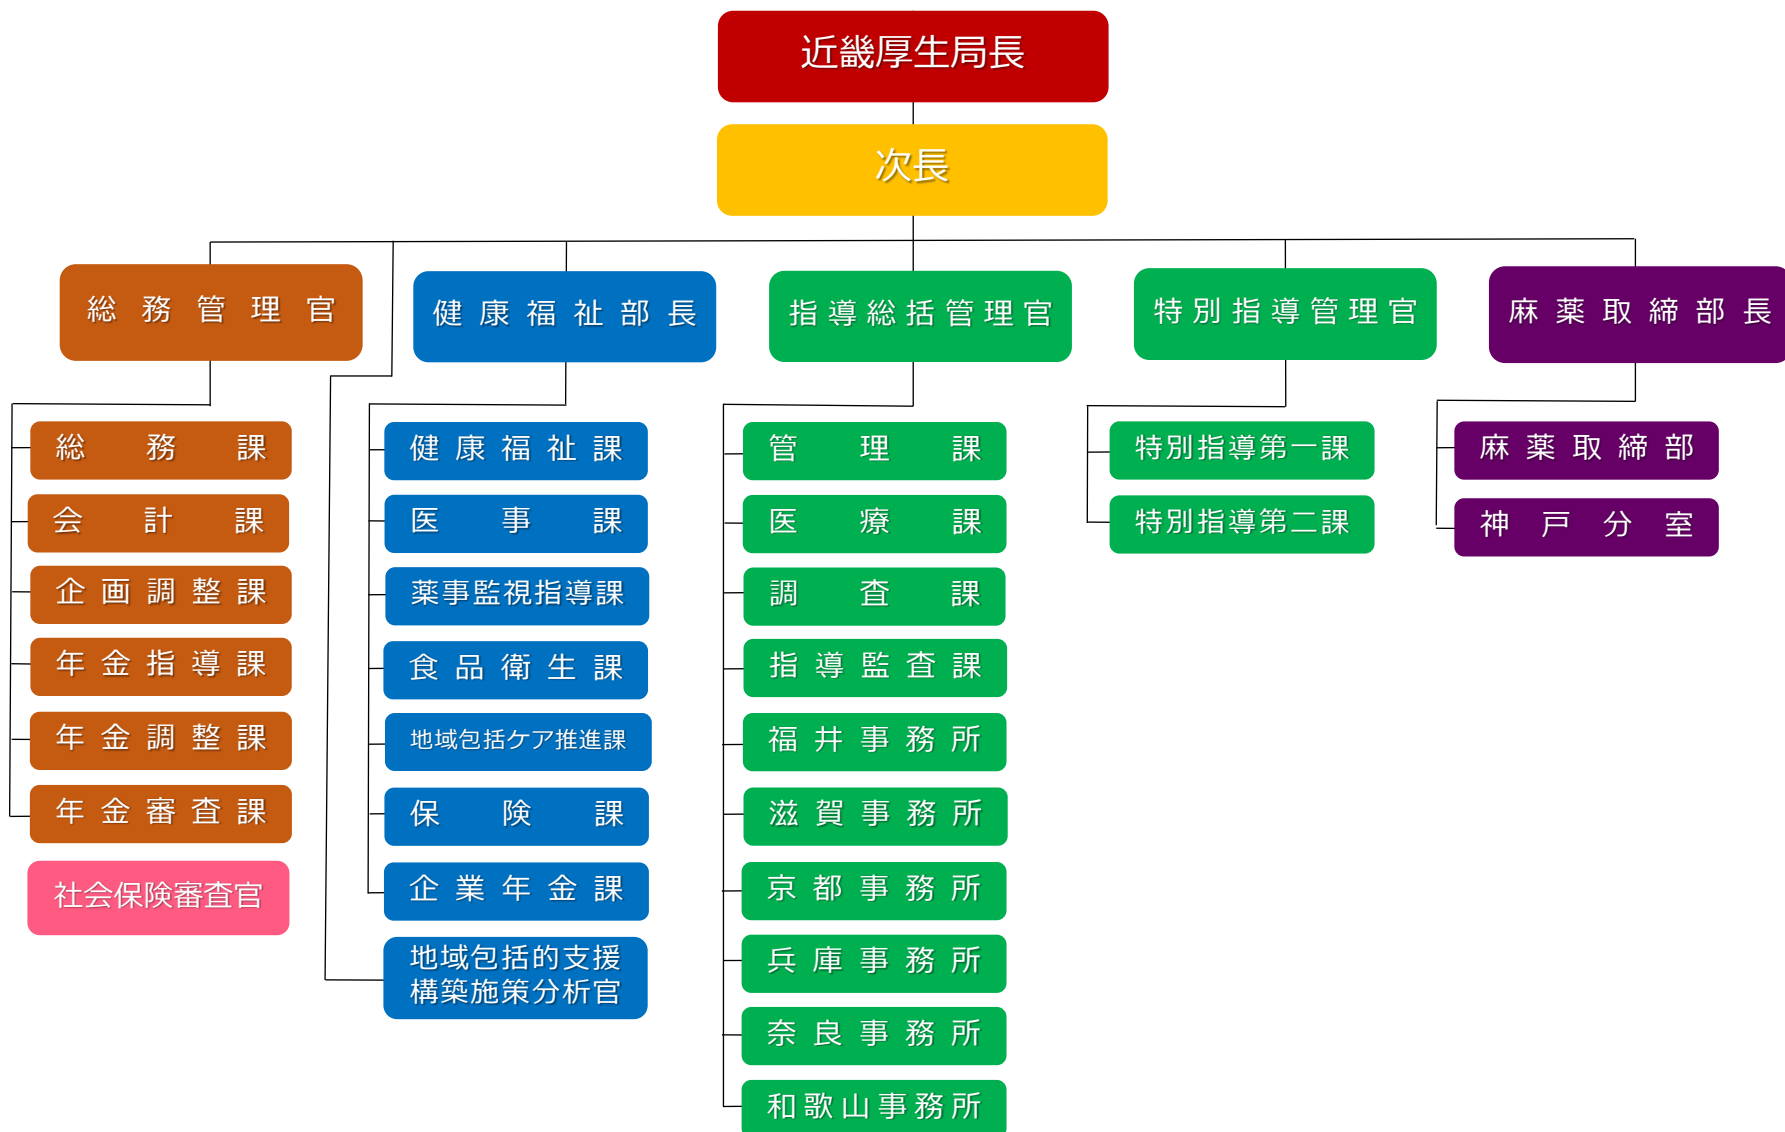 近畿厚生局長
次長
総務管理官
健康福祉部長
指導総括管理官
特別指導管理官
麻薬取締部長
総務課
会計課
企画調整課
年金指導課
年金調整課
年金審査課
社会保険審査官
健康福祉課
医事課
薬事監視指導課
食品衛生課
地域包括ケア推進課
保険課
企業年金課
地域包括的支援
構築施策分析官
管理課
医療課
調査課
指導監査課
福井事務所
滋賀事務所
京都事務所
兵庫事務所
奈良事務所
和歌山事務所
特別指導第一課
特別指導第二課
麻薬取締部
神戸分室